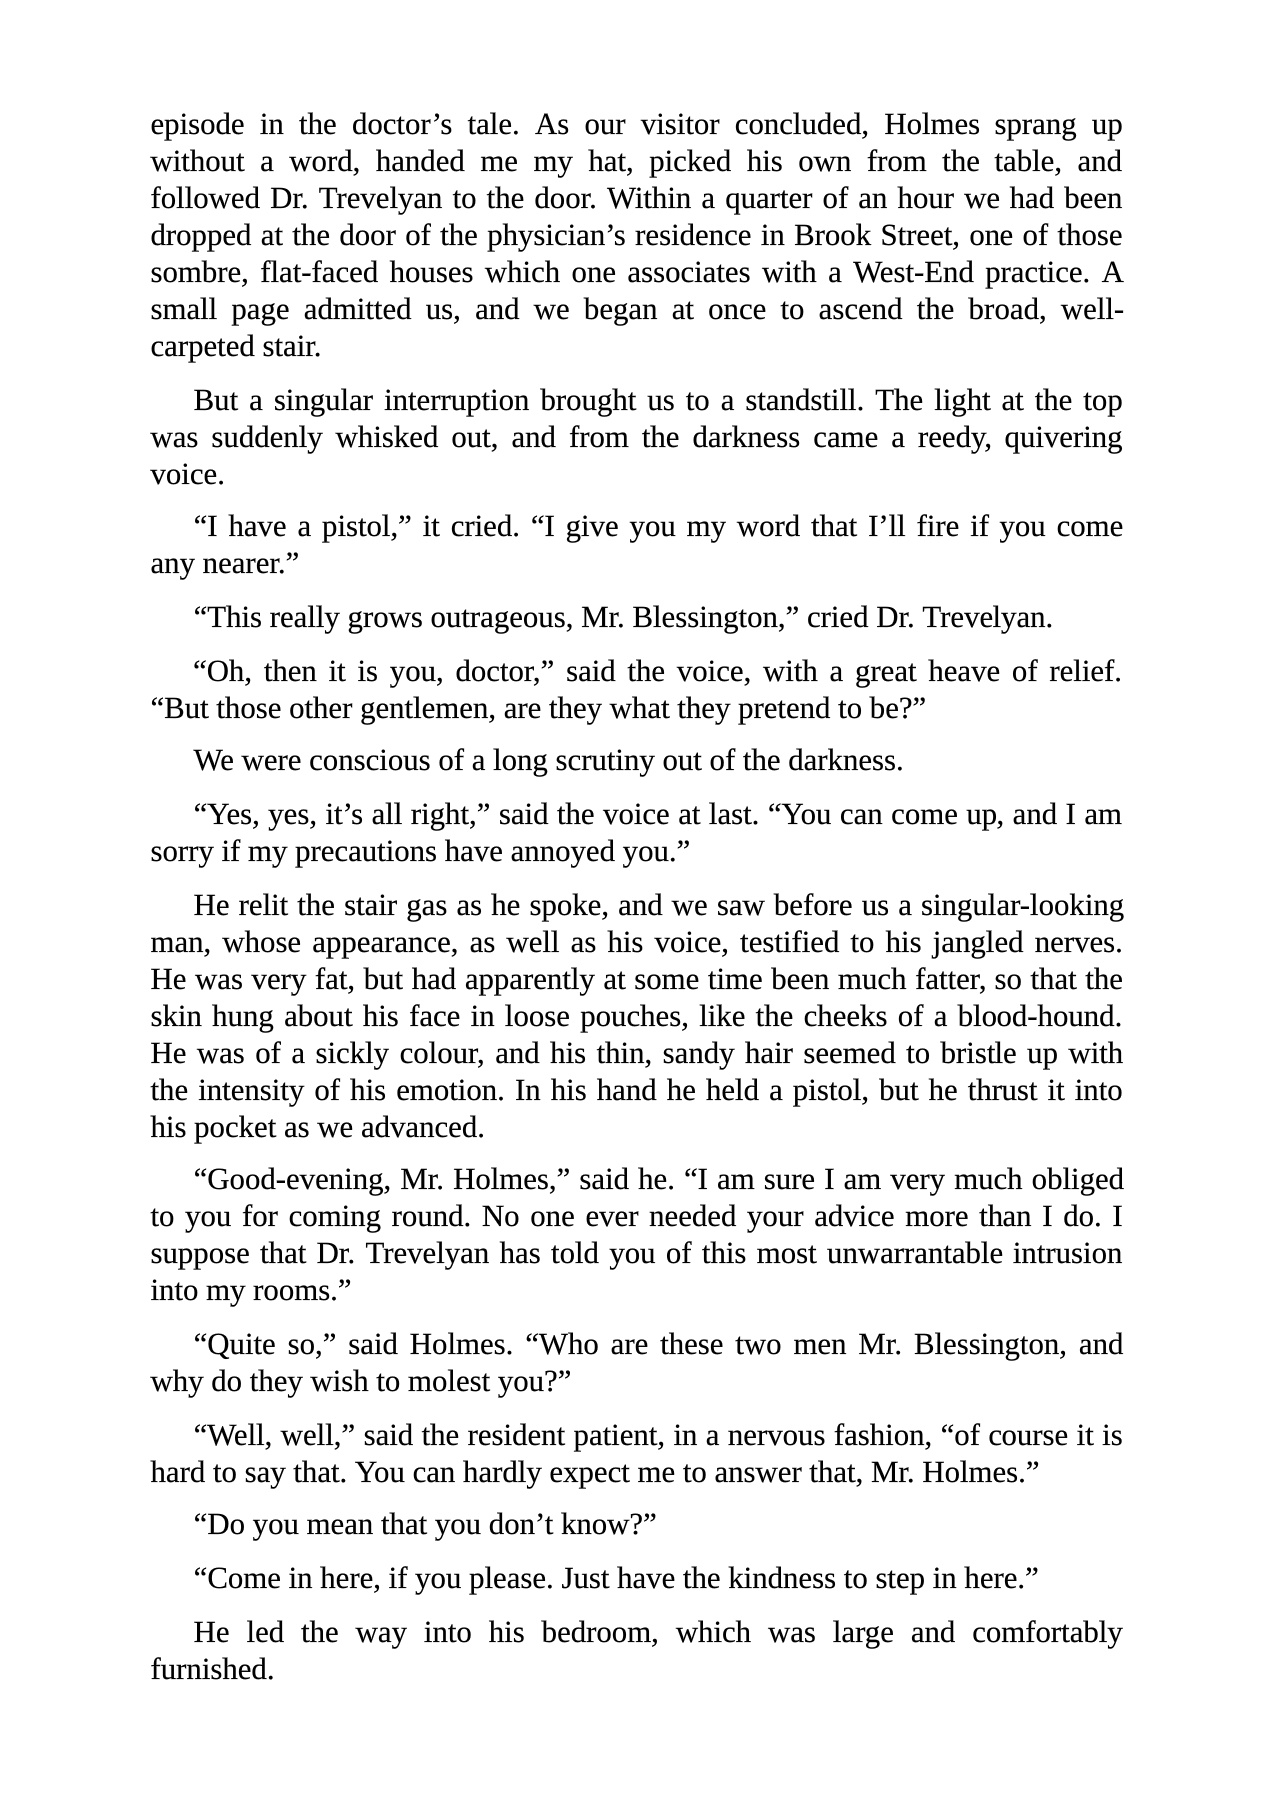 episode in the doctor’s tale. As our visitor concluded, Holmes sprang up
without a word, handed me my hat, picked his own from the table, and
followed Dr. Trevelyan to the door. Within a quarter of an hour we had been
dropped at the door of the physician’s residence in Brook Street, one of those
sombre, flat-faced houses which one associates with a West-End practice. A
small page admitted us, and we began at once to ascend the broad, well-
carpeted stair.
But a singular interruption brought us to a standstill. The light at the top
was suddenly whisked out, and from the darkness came a reedy, quivering
voice.
“I have a pistol,” it cried. “I give you my word that I’ll fire if you come
any nearer.”
“This really grows outrageous, Mr. Blessington,” cried Dr. Trevelyan.
“Oh, then it is you, doctor,” said the voice, with a great heave of relief.
“But those other gentlemen, are they what they pretend to be?”
We were conscious of a long scrutiny out of the darkness.
“Yes, yes, it’s all right,” said the voice at last. “You can come up, and I am
sorry if my precautions have annoyed you.”
He relit the stair gas as he spoke, and we saw before us a singular-looking
man, whose appearance, as well as his voice, testified to his jangled nerves.
He was very fat, but had apparently at some time been much fatter, so that the
skin hung about his face in loose pouches, like the cheeks of a blood-hound.
He was of a sickly colour, and his thin, sandy hair seemed to bristle up with
the intensity of his emotion. In his hand he held a pistol, but he thrust it into
his pocket as we advanced.
“Good-evening, Mr. Holmes,” said he. “I am sure I am very much obliged
to you for coming round. No one ever needed your advice more than I do. I
suppose that Dr. Trevelyan has told you of this most unwarrantable intrusion
into my rooms.”
“Quite so,” said Holmes. “Who are these two men Mr. Blessington, and
why do they wish to molest you?”
“Well, well,” said the resident patient, in a nervous fashion, “of course it is
hard to say that. You can hardly expect me to answer that, Mr. Holmes.”
“Do you mean that you don’t know?”
“Come in here, if you please. Just have the kindness to step in here.”
He led the way into his bedroom, which was large and comfortably
furnished.